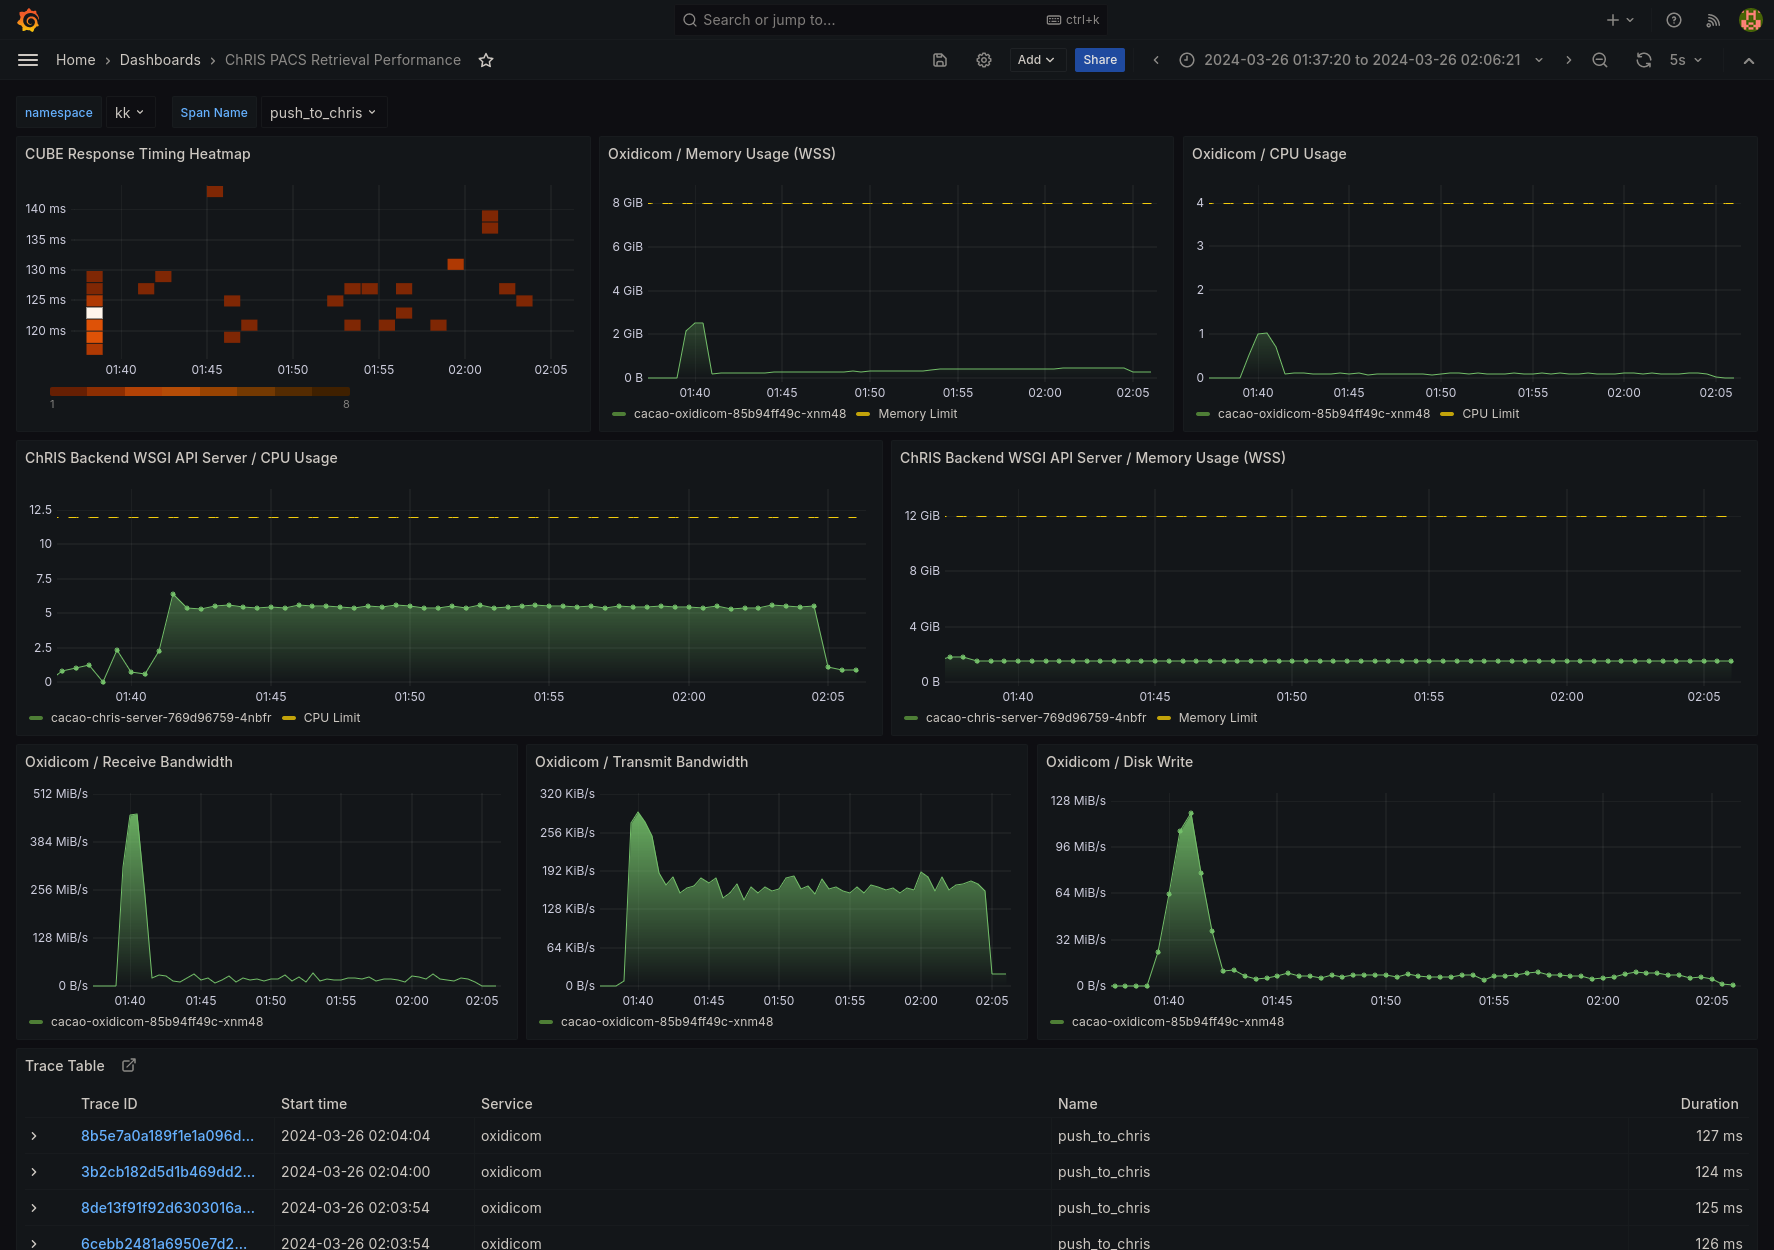 Search or jump to... ctrl+k
Home › Dashboards › ChRIS PACS Retrieval Performance
Add Share 2024-03-26 01:37:20 to 2024-03-26 02:06:21 5s
namespace kk Span Name push_to_chris
CUBE Response Timing Heatmap
140 ms
135 ms
130 ms
125 ms
120 ms
01:40 01:45 01:50 01:55 02:00 02:05
1 8
Oxidicom / Memory Usage (WSS)
8 GiB
6 GiB
4 GiB
2 GiB
0 B
01:40 01:45 01:50 01:55 02:00 02:05
cacao-oxidicom-85b94ff49c-xnm48 Memory Limit
Oxidicom / CPU Usage
4
3
2
1
0
01:40 01:45 01:50 01:55 02:00 02:05
cacao-oxidicom-85b94ff49c-xnm48 CPU Limit
ChRIS Backend WSGI API Server / CPU Usage
12.5
10
7.5
5
2.5
0
01:40 01:45 01:50 01:55 02:00 02:05
cacao-chris-server-769d96759-4nbfr CPU Limit
ChRIS Backend WSGI API Server / Memory Usage (WSS)
12 GiB
8 GiB
4 GiB
0 B
01:40 01:45 01:50 01:55 02:00 02:05
cacao-chris-server-769d96759-4nbfr Memory Limit
Oxidicom / Receive Bandwidth
512 MiB/s
384 MiB/s
256 MiB/s
128 MiB/s
0 B/s
01:40 01:45 01:50 01:55 02:00 02:05
cacao-oxidicom-85b94ff49c-xnm48
Oxidicom / Transmit Bandwidth
320 KiB/s
256 KiB/s
192 KiB/s
128 KiB/s
64 KiB/s
0 B/s
01:40 01:45 01:50 01:55 02:00 02:05
cacao-oxidicom-85b94ff49c-xnm48
Oxidicom / Disk Write
128 MiB/s
96 MiB/s
64 MiB/s
32 MiB/s
0 B/s
01:40 01:45 01:50 01:55 02:00 02:05
cacao-oxidicom-85b94ff49c-xnm48
Trace Table
Trace ID Start time Service Name Duration
8b5e7a0a189f1e1a096d... 2024-03-26 02:04:04 oxidicom push_to_chris 127 ms
3b2cb182d5d1b469dd2... 2024-03-26 02:04:00 oxidicom push_to_chris 124 ms
8de13f91f92d6303016a... 2024-03-26 02:03:54 oxidicom push_to_chris 125 ms
6cebb2481a6950e7d2... 2024-03-26 02:03:54 oxidicom push_to_chris 126 ms